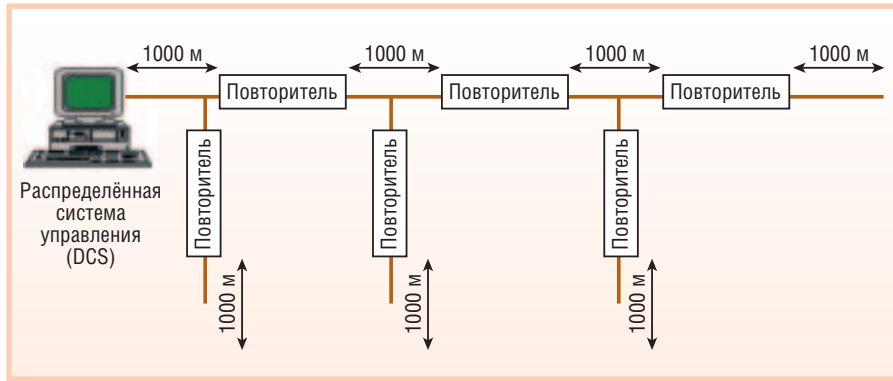 1000 м
1000 м
1000 м
1000 м
Повторитель
Повторитель
Повторитель
Повторитель
Повторитель
Повторитель
Распределённая
система
управления
(DCS)
1000 м
1000 м
1000 м